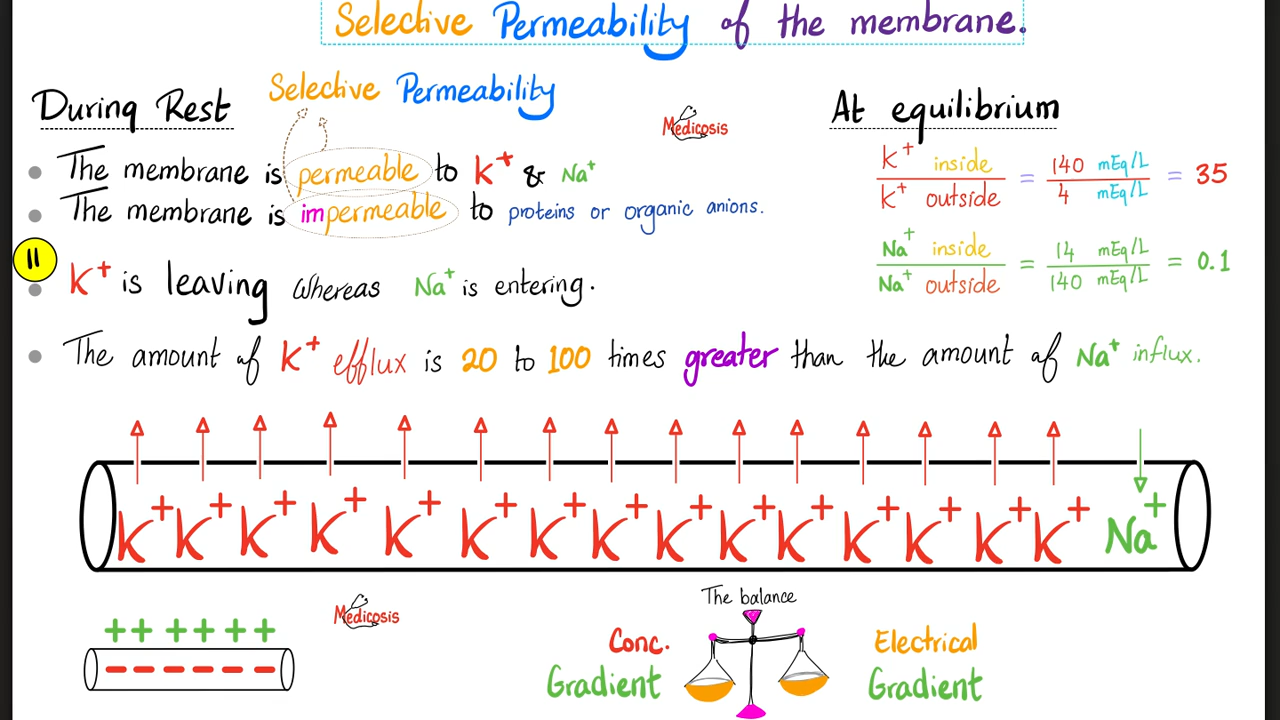 Selective Permeability of the membrane.
Selective Permeability
During Rest
The membrane is permeable to K+ & Na+
The membrane is impermeable to proteins or organic anions.
11
K+ is leaving whereas Na+ is entering.
The amount of K+ efflux is 20 to 100 times greater than the amount of Na+ influx.
Medicosis
At equilibrium
K+ inside / K+ outside = 140 mEq/L / 4 mEq/L = 35
Na+ inside / Na+ outside = 14 mEq/L / 140 mEq/L = 0.1
K+ K+ K+ K+ K+ K+ K+ K+ K+ K+ K+ K+ K+ K+ K+ Na+
+ + + + + +
- - - - - -
Medicosis
The balance
Conc. Gradient
Electrical Gradient